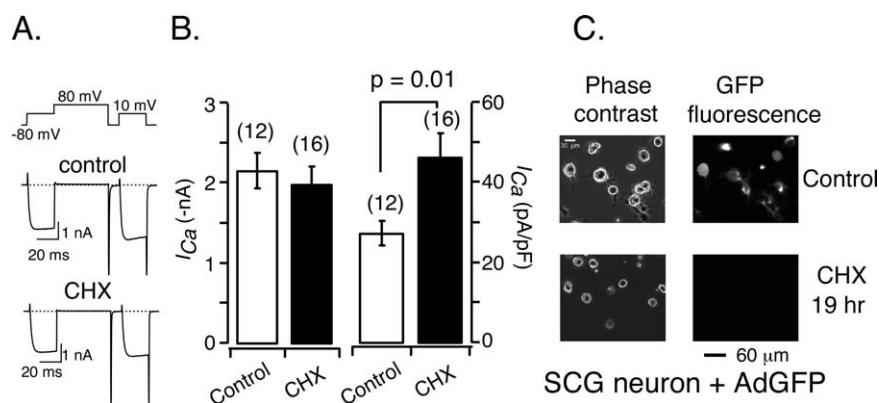 A.
80 mV
10 mV
-80 mV
control
1 nA
20 ms
CHX
1 nA
20 ms
B.
p = 0.01
3
2
1
0
ICa (-nA)
(12)
(16)
(12)
(16)
60
40
20
0
ICa (pA/pF)
Control
CHX
Control
CHX
C.
Phase contrast
GFP fluorescence
30 µm
Control
CHX
19 hr
60 µm
SCG neuron + AdGFP